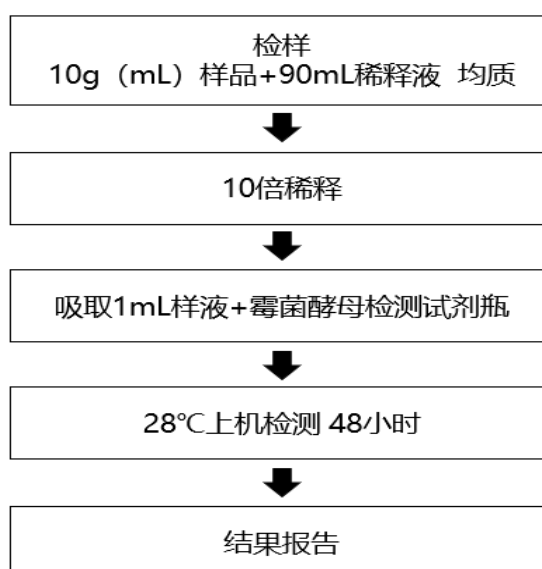 检样
10g（mL）样品+90mL稀释液 均质
10倍稀释
吸取1mL样液+霉菌酵母检测试剂瓶
28℃上机检测 48小时
结果报告